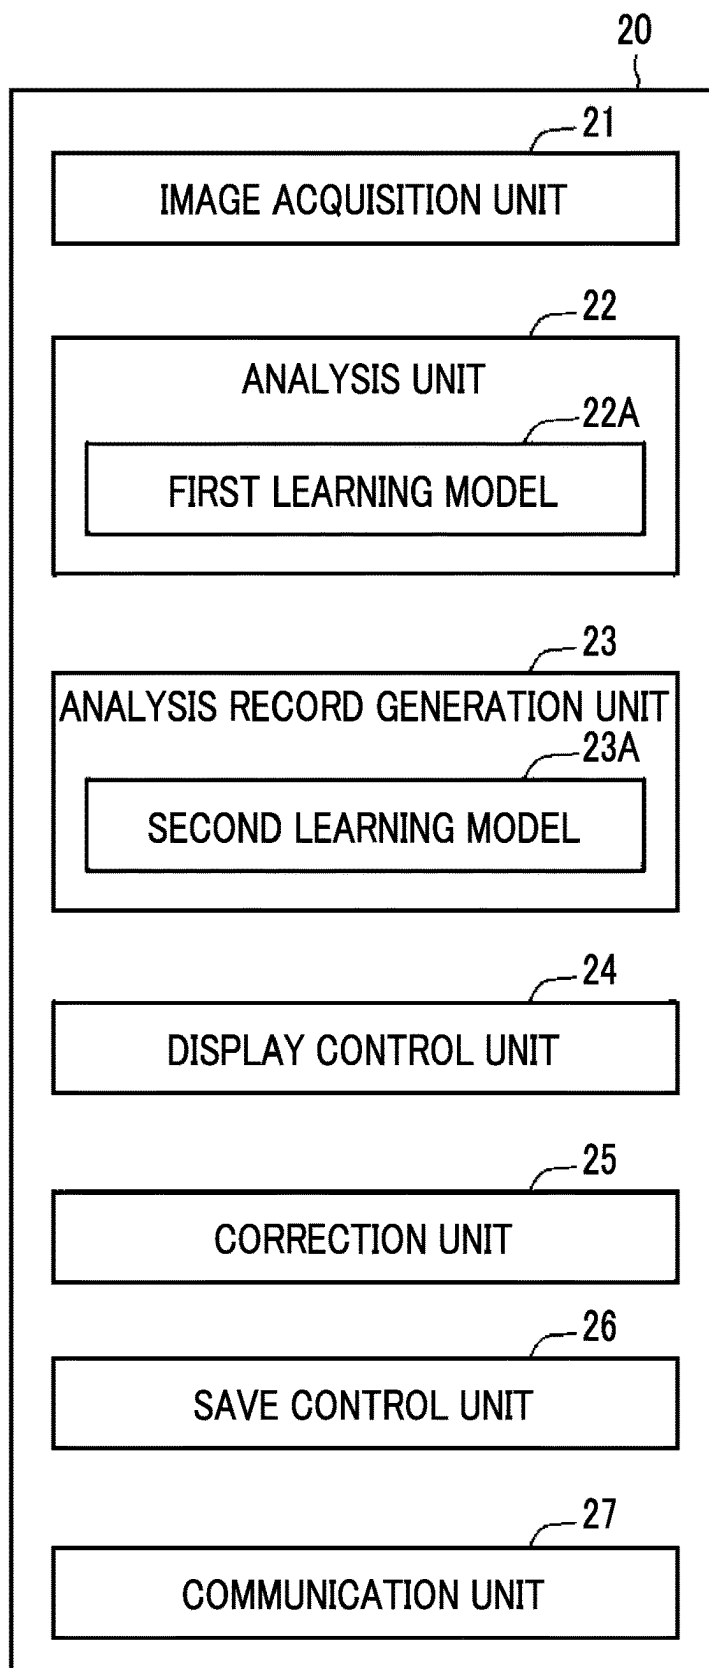 20
21
IMAGE ACQUISITION UNIT
22
ANALYSIS UNIT
22A
FIRST LEARNING MODEL
23
ANALYSIS RECORD GENERATION UNIT
23A
SECOND LEARNING MODEL
24
DISPLAY CONTROL UNIT
25
CORRECTION UNIT
26
SAVE CONTROL UNIT
27
COMMUNICATION UNIT